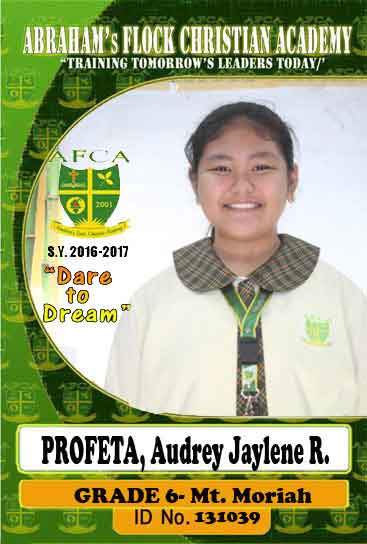 ABRAHAM's FLOCK CHRISTIAN ACADEMY
"TRAINING TOMORROW'S LEADERS TODAY!'
AFCA
2001
S.Y. 2016-2017
"Dare
to
Dream"
PROFETA, Audrey Jaylene R.
GRADE 6- Mt. Moriah
ID No. 131039